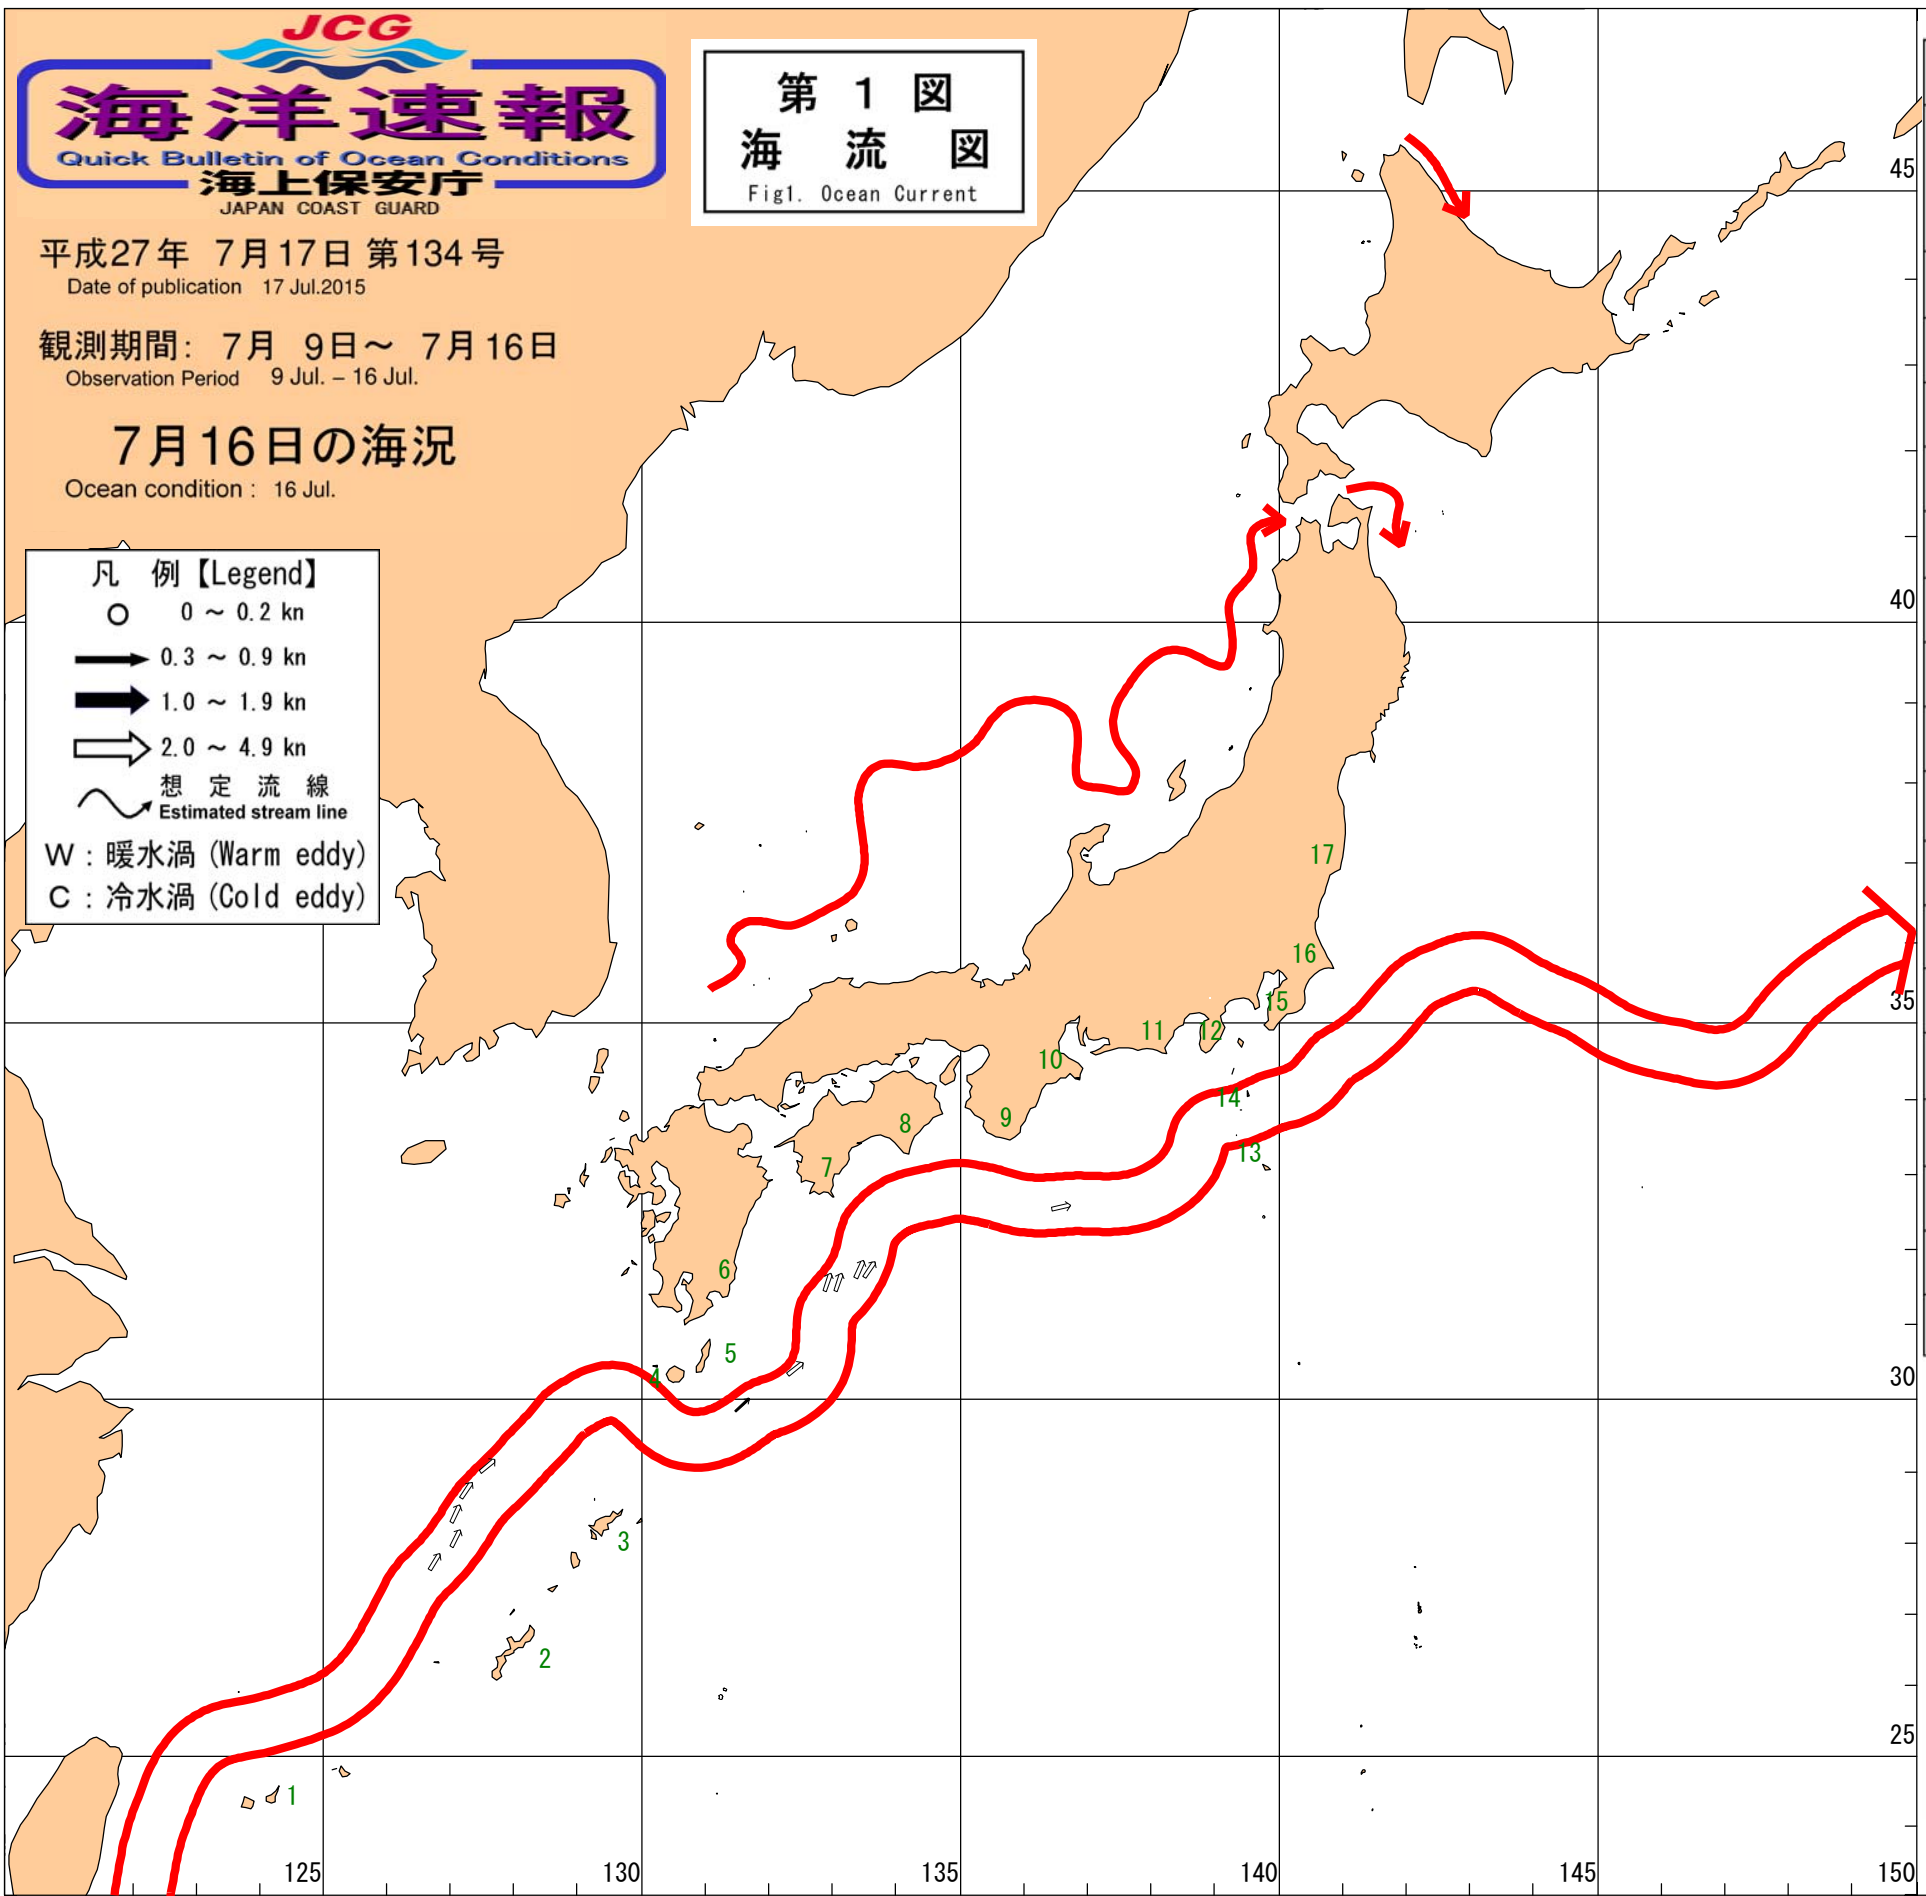 JCG
海洋速報
Quick Bulletin of Ocean Conditions
海上保安庁
JAPAN COAST GUARD
平成27年 7月17日 第134号
Date of publication 17 Jul.2015
観測期間: 7月 9日～ 7月16日
Observation Period 9 Jul. – 16 Jul.
7月16日の海況
Ocean condition : 16 Jul.
第 1 図
海 流 図
Fig1. Ocean Current
凡 例【Legend】
0 ～ 0.2 kn
0.3 ～ 0.9 kn
1.0 ～ 1.9 kn
2.0 ～ 4.9 kn
想 定 流 線
Estimated stream line
W : 暖水渦 (Warm eddy)
C : 冷水渦 (Cold eddy)
45
40
17
16
35
15
11
12
10
14
9
8
13
7
6
5
4
30
3
2
25
1
125
130
135
140
145
150